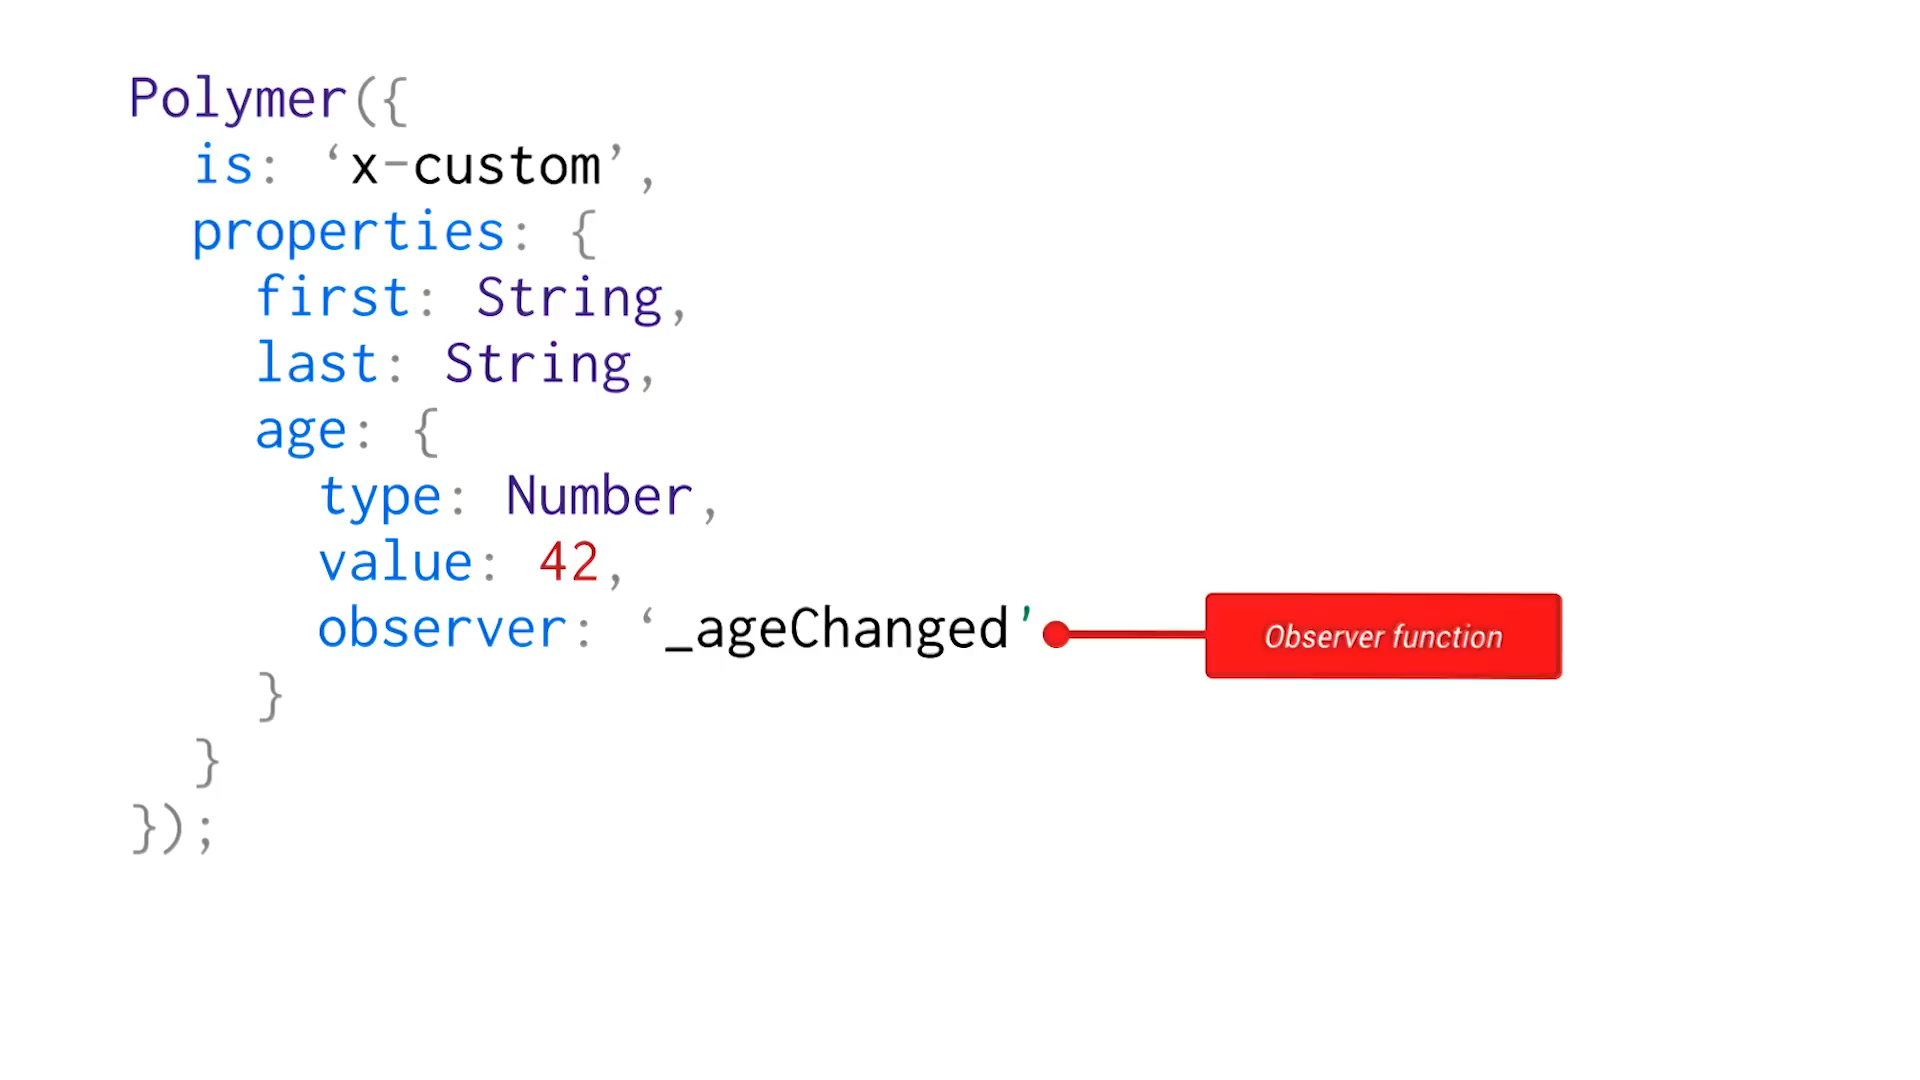 Polymer({
is: ‘x-custom’,
properties: {
first: String,
last: String,
age: {
type: Number,
value: 42,
observer: ‘_ageChanged'
Observer function
}
}
});